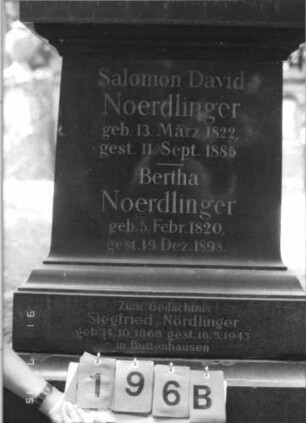 Salomon David
Noerdlinger
geb. 13. März 1822,
gest. 11. Sept. 1885
Bertha
Noerdlinger
geb. 5. Febr. 1820,
gest. 19. Dez. 1898.
Zum Gedächtnis
Siegfried Nördlinger
geb. 14.10.1868 gest. 16.5.1943
in Buttenhausen
196B